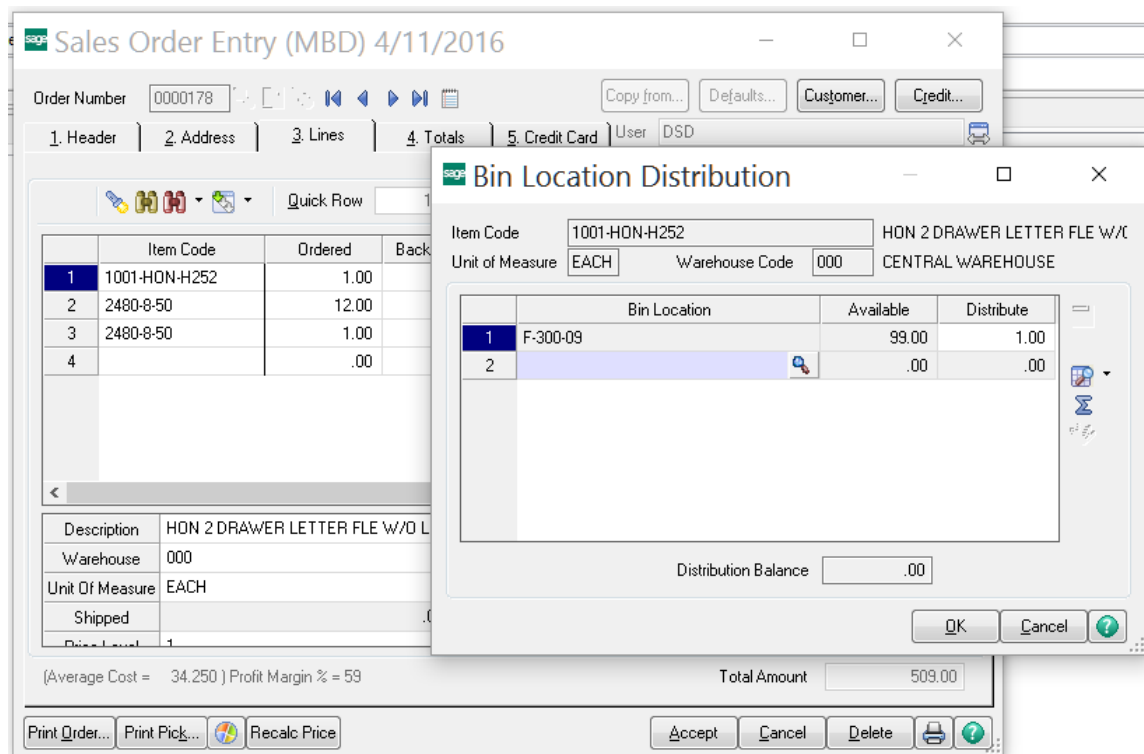 sage Sales Order Entry (MBD) 4/11/2016
Order Number 0000178 Copy from... Defaults... Customer... Credit...
1. Header 2. Address 3. Lines 4. Totals 5. Credit Card User DSD
Quick Row 1
Item Code Ordered Back
1 1001-HON-H252 1.00
2 2480-8-50 12.00
3 2480-8-50 1.00
4 .00
Description HON 2 DRAWER LETTER FLE W/O L
Warehouse 000
Unit Of Measure EACH
Shipped .0
Price Level 1
(Average Cost = 34.250 ) Profit Margin % = 59 Total Amount 509.00
Print Order... Print Pick... Recalc Price Accept Cancel Delete
sage Bin Location Distribution
Item Code 1001-HON-H252 HON 2 DRAWER LETTER FLE W/O
Unit of Measure EACH Warehouse Code 000 CENTRAL WAREHOUSE
Bin Location Available Distribute
1 F-300-09 99.00 1.00
2 .00 .00
Distribution Balance .00
OK Cancel